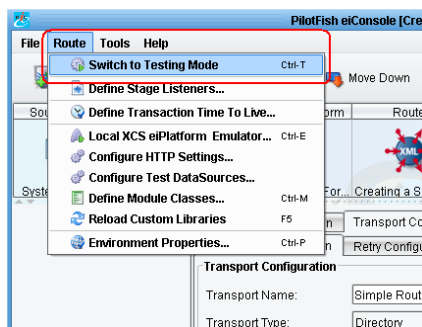 PilotFish eiConsole [Cre
File Route Tools Help
Switch to Testing Mode Ctrl-T
Define Stage Listeners...
Move Down
Sou
Define Transaction Time To Live...
orm Route
Local XCS eiPlatform Emulator... Ctrl-E
XML
Configure HTTP Settings...
Configure Test DataSources...
Syste
Define Module Classes... Ctrl-M
For... Creating a S
Reload Custom Libraries F5
n Transport Co
Environment Properties... Ctrl-P
n Retry Configu
Transport Configuration
Transport Name: Simple Rout
Transport Type: Directory